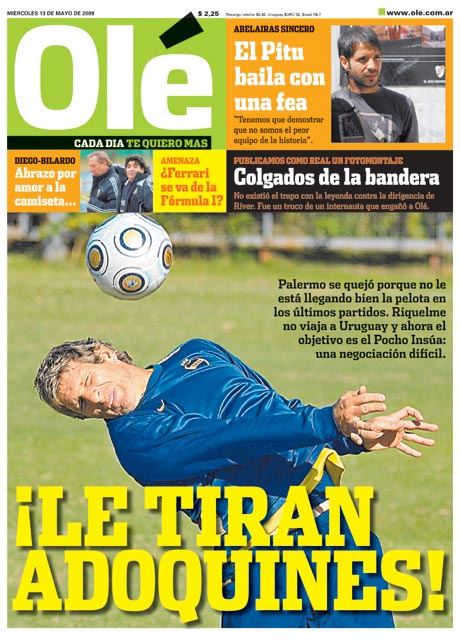 MIERCOLES 13 DE MAYO DE 2009
$ 2,25
www.ole.com.ar
Olé
CADA DIA TE QUIERO MAS
ABELAIRAS SINCERO
El Pitu
baila con
una fea
"Tenemos que demostrar
que no somos el peor
equipo de la historia".
DIEGO-BILARDO
Abrazo por
amor a la
camiseta...
AMENAZA
¿Ferrari
se va de la
Fórmula 1?
PUBLICAMOS COMO REAL UN FOTOMONTAJE
Colgados de la bandera
No existió el trapo con la leyenda contra la dirigencia de
River. Fue un truco de un internauta que engañó a Olé.
Palermo se quejó porque no le
está llegando bien la pelota en
los últimos partidos. Riquelme
no viaja a Uruguay y ahora el
objetivo es el Pocho Insúa:
una negociación difícil.
¡LE TIRAN
ADOQUINES!